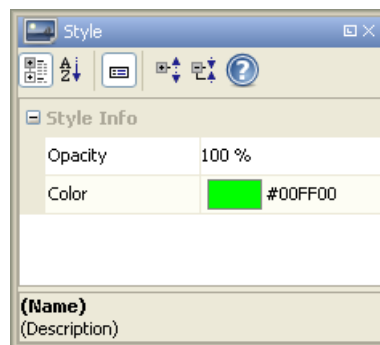 Style
A
Z
?
Style Info
Opacity 100 %
Color #00FF00
(Name)
(Description)